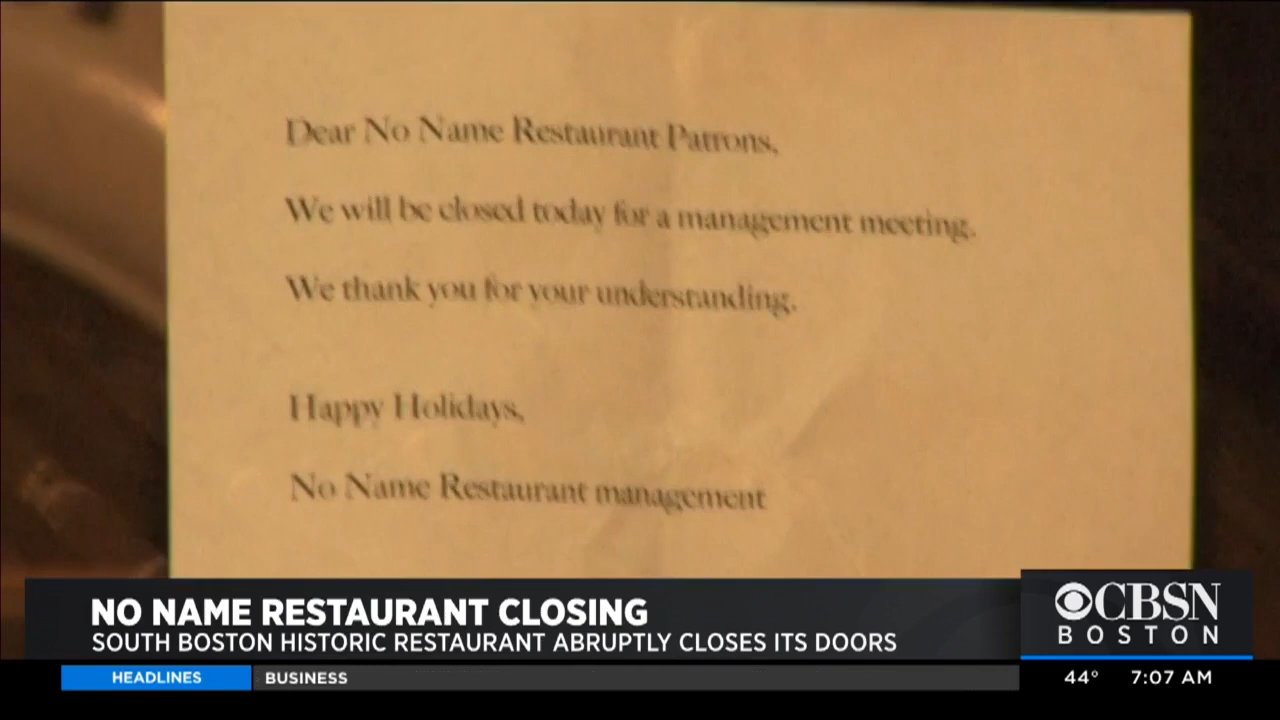 Dear No Name Restaurant Patrons,
We will be closed today for a management meeting.
We thank you for your understanding.
Happy Holidays,
No Name Restaurant management
NO NAME RESTAURANT CLOSING
SOUTH BOSTON HISTORIC RESTAURANT ABRUPTLY CLOSES ITS DOORS
CBSN
BOSTON
HEADLINES BUSINESS 44° 7:07 AM